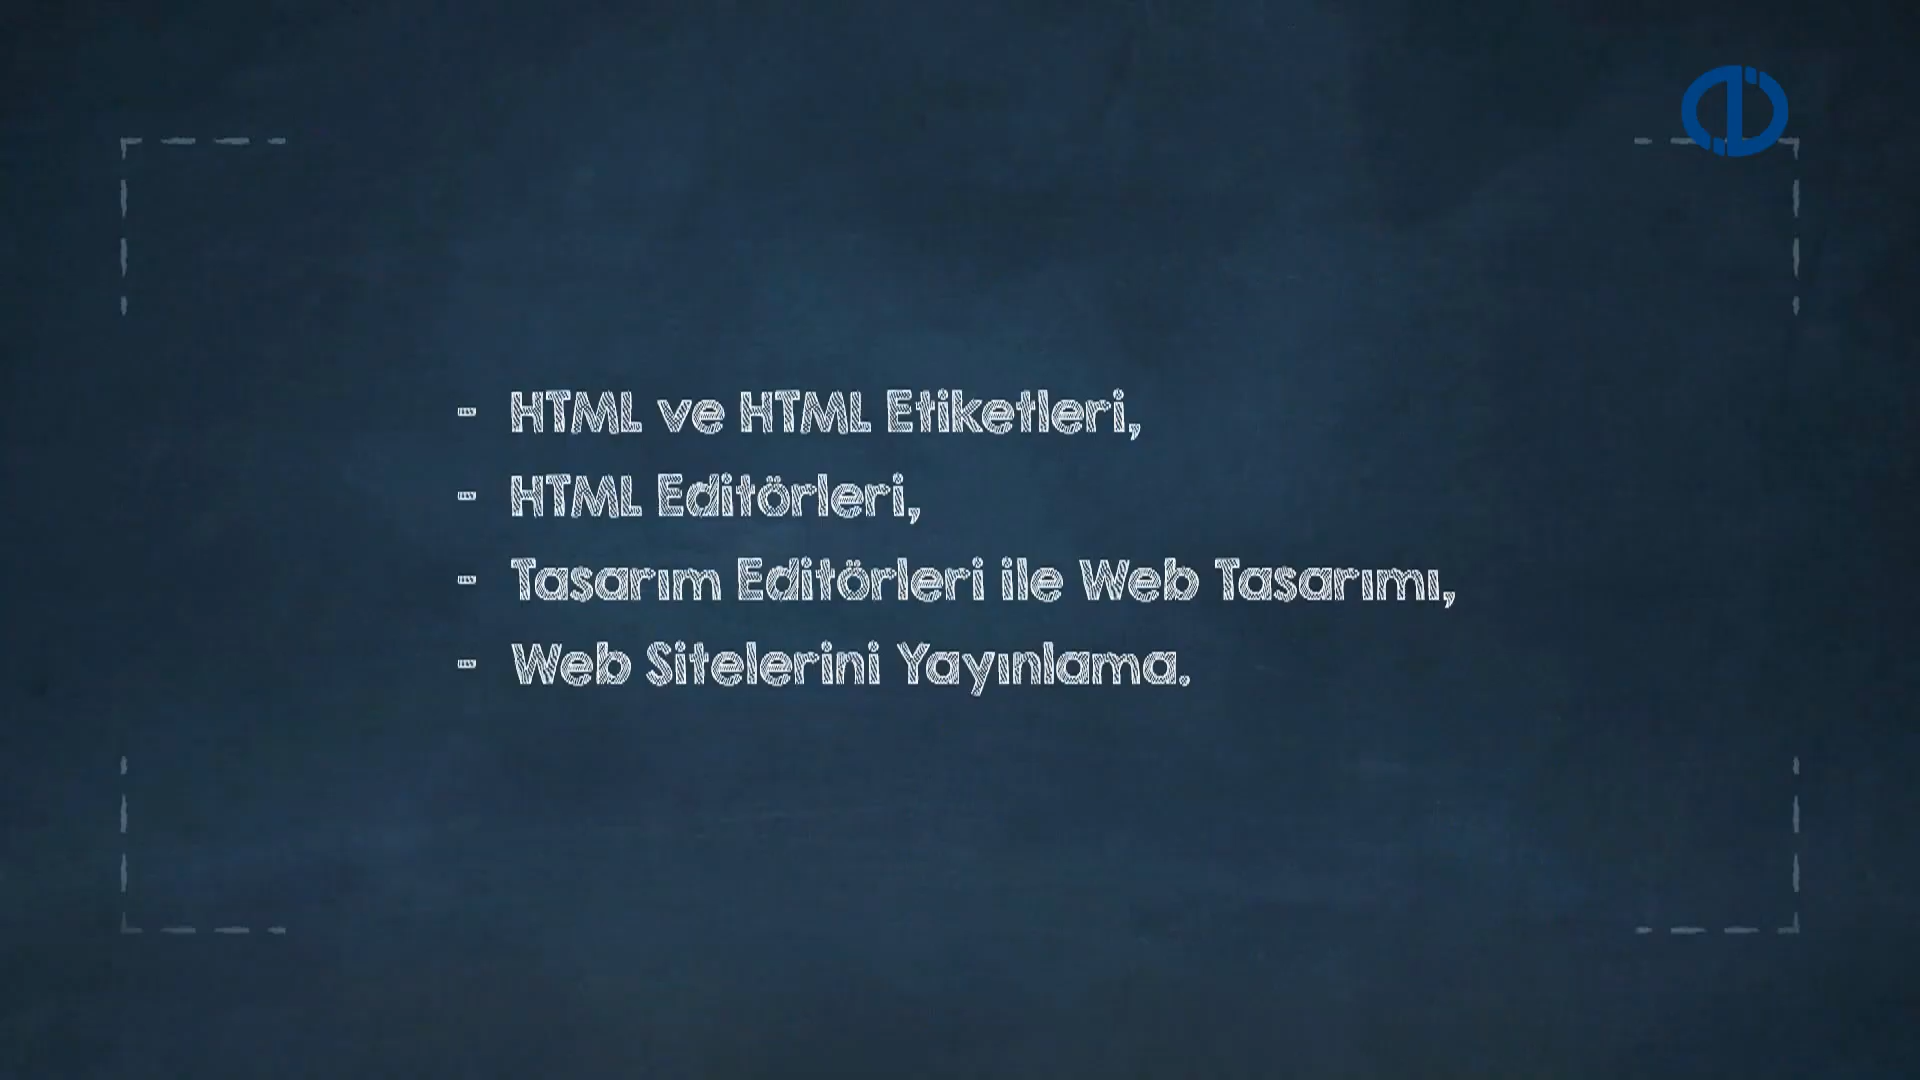 - HTML ve HTML Etiketleri,
- HTML Editörleri,
- Tasarım Editörleri ile Web Tasarımı,
- Web Sitelerini Yayınlama.